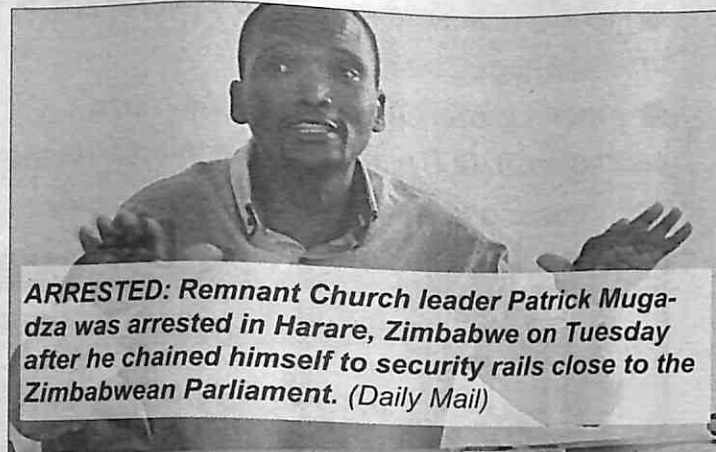 ARRESTED: Remnant Church leader Patrick Muga-
dza was arrested in Harare, Zimbabwe on Tuesday
after he chained himself to security rails close to the
Zimbabwean Parliament. (Daily Mail)